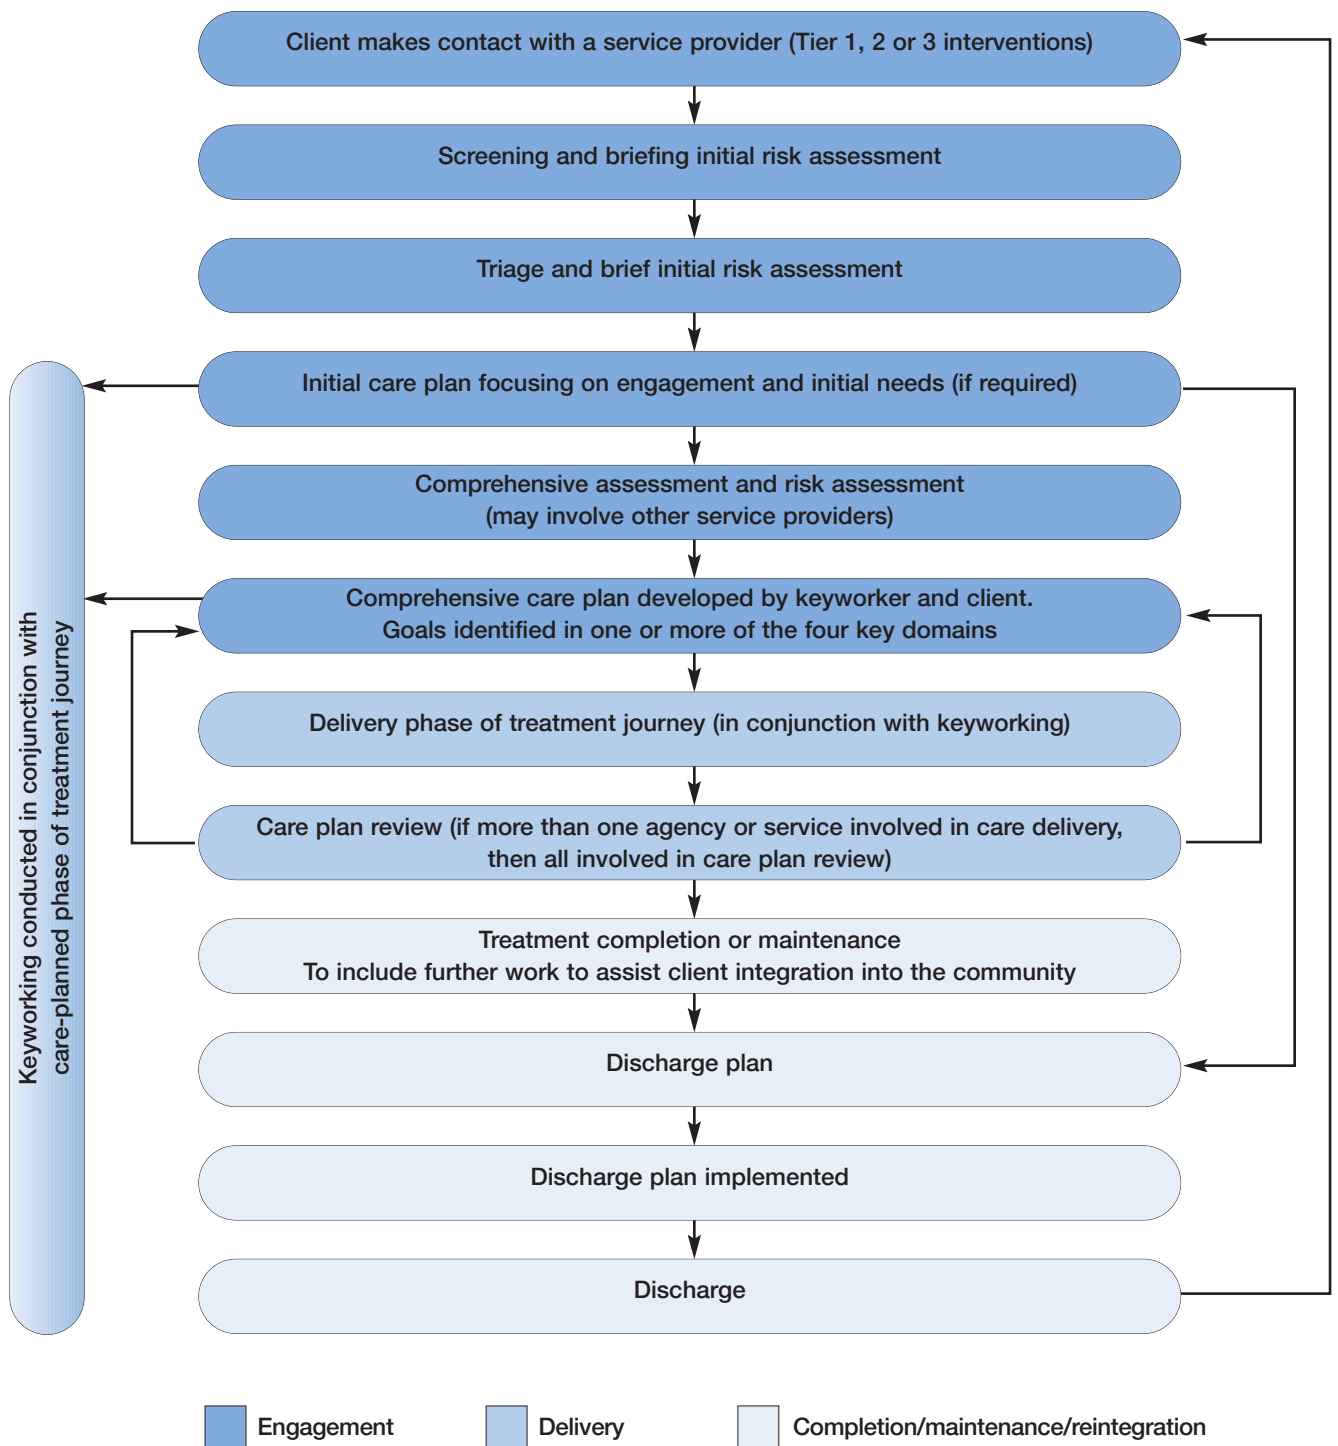 Client makes contact with a service provider (Tier 1, 2 or 3 interventions)
Screening and briefing initial risk assessment
Triage and brief initial risk assessment
Initial care plan focusing on engagement and initial needs (if required)
Comprehensive assessment and risk assessment
(may involve other service providers)
Comprehensive care plan developed by keyworker and client.
Goals identified in one or more of the four key domains
Delivery phase of treatment journey (in conjunction with keyworking)
Care plan review (if more than one agency or service involved in care delivery,
then all involved in care plan review)
Treatment completion or maintenance
To include further work to assist client integration into the community
Discharge plan
Discharge plan implemented
Discharge
Keyworking conducted in conjunction with
care-planned phase of treatment journey
Engagement
Delivery
Completion/maintenance/reintegration